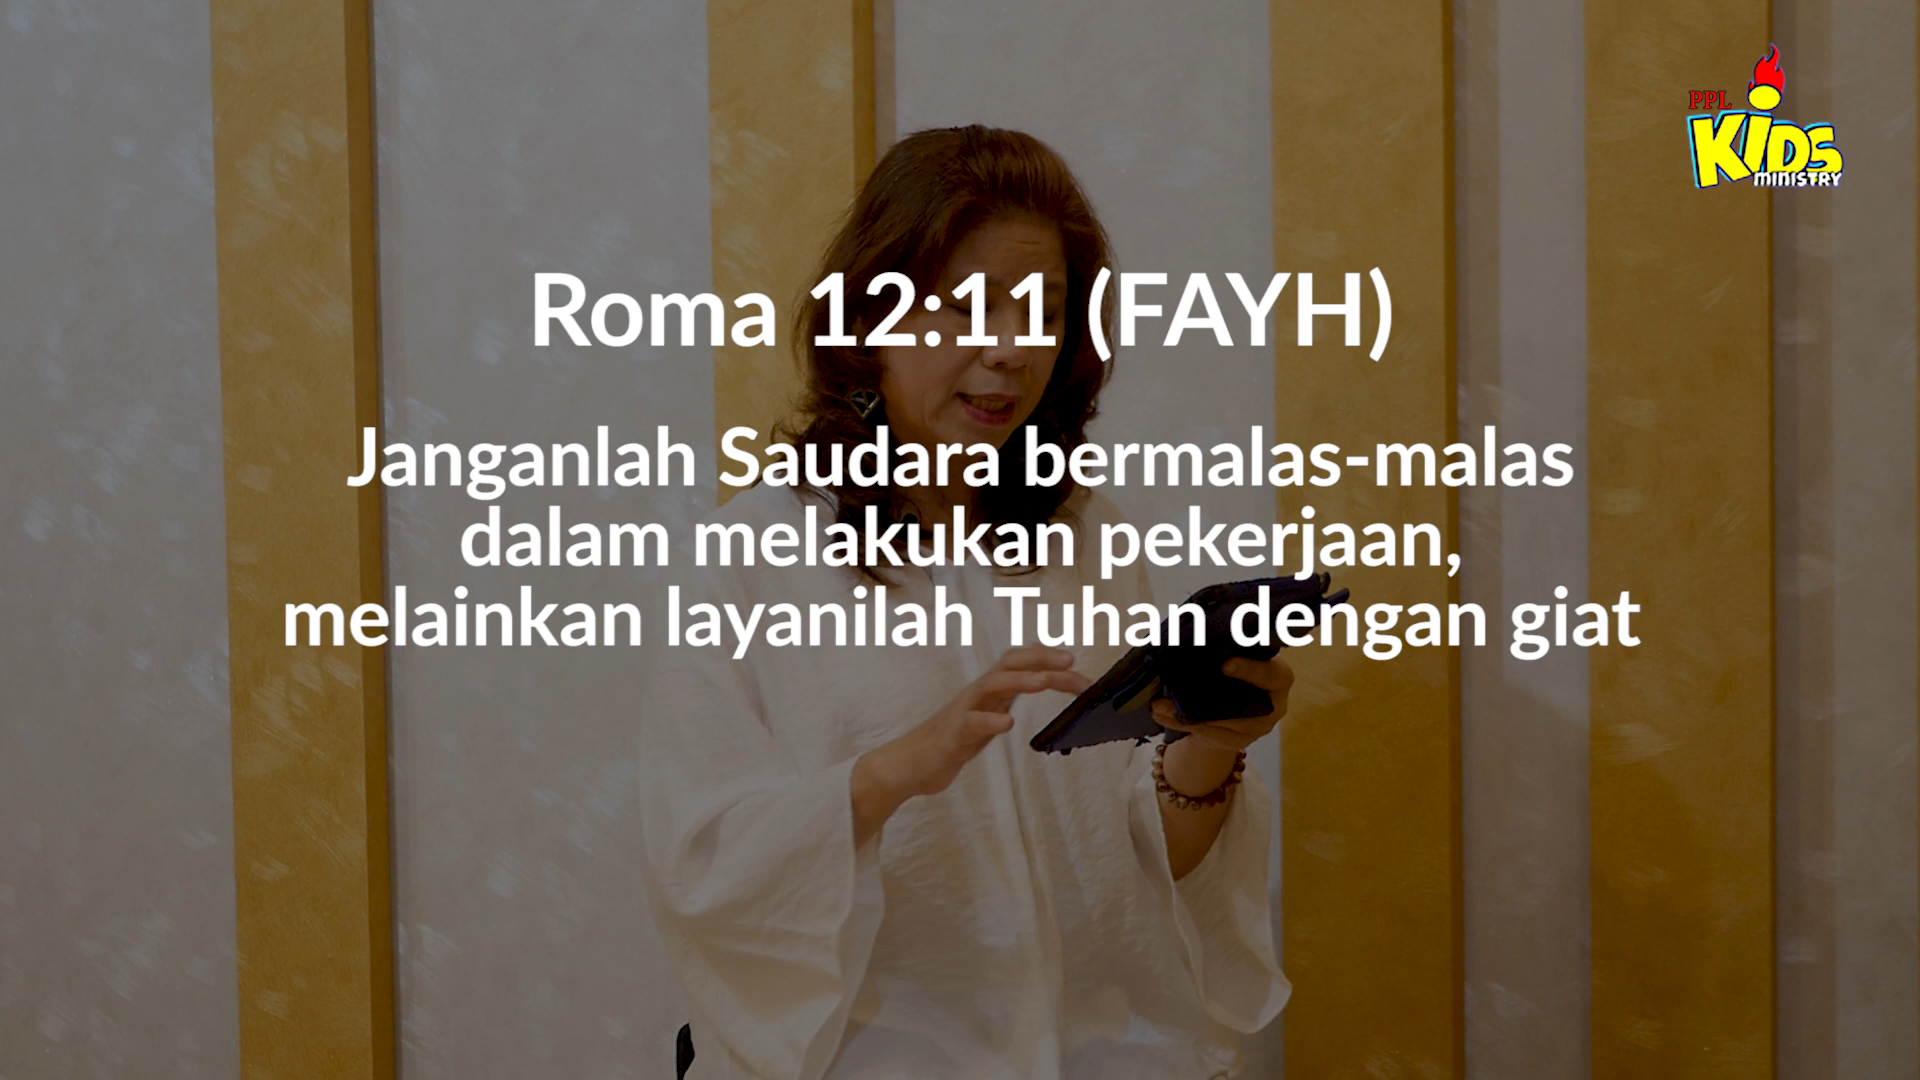 PPL
KIDS
MINISTRY
Roma 12:11 (FAYH)
Janganlah Saudara bermalas-malas
dalam melakukan pekerjaan,
melainkan layanilah Tuhan dengan giat